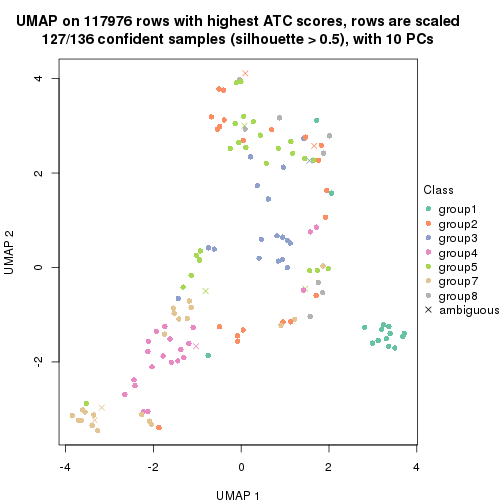 UMAP on 117976 rows with highest ATC scores, rows are scaled
127/136 confident samples (silhouette > 0.5), with 10 PCs
4
2
0
-2
UMAP 2
-4
-2
0
2
4
UMAP 1
Class
group1
group2
group3
group4
group5
group7
group8
ambiguous